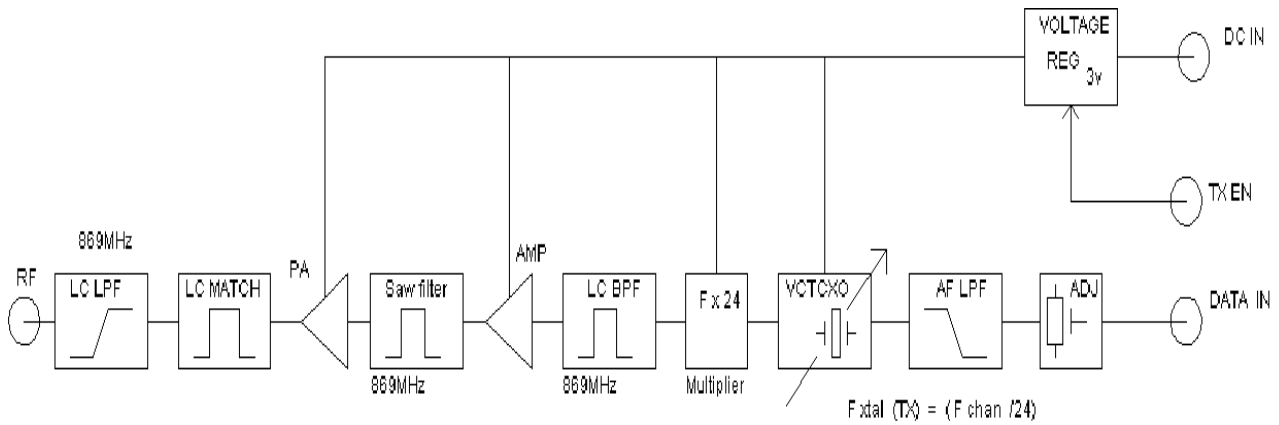 VOLTAGE
REG
3v
DC IN
TX EN
869MHz
RF
PA
AMP
LC LPF
LC MATCH
Saw filter
LC BPF
F x 24
VCTCXO
AF LPF
ADJ
DATA IN
869MHz
869MHz
Multiplier
F xtal (TX) = (F chan /24)